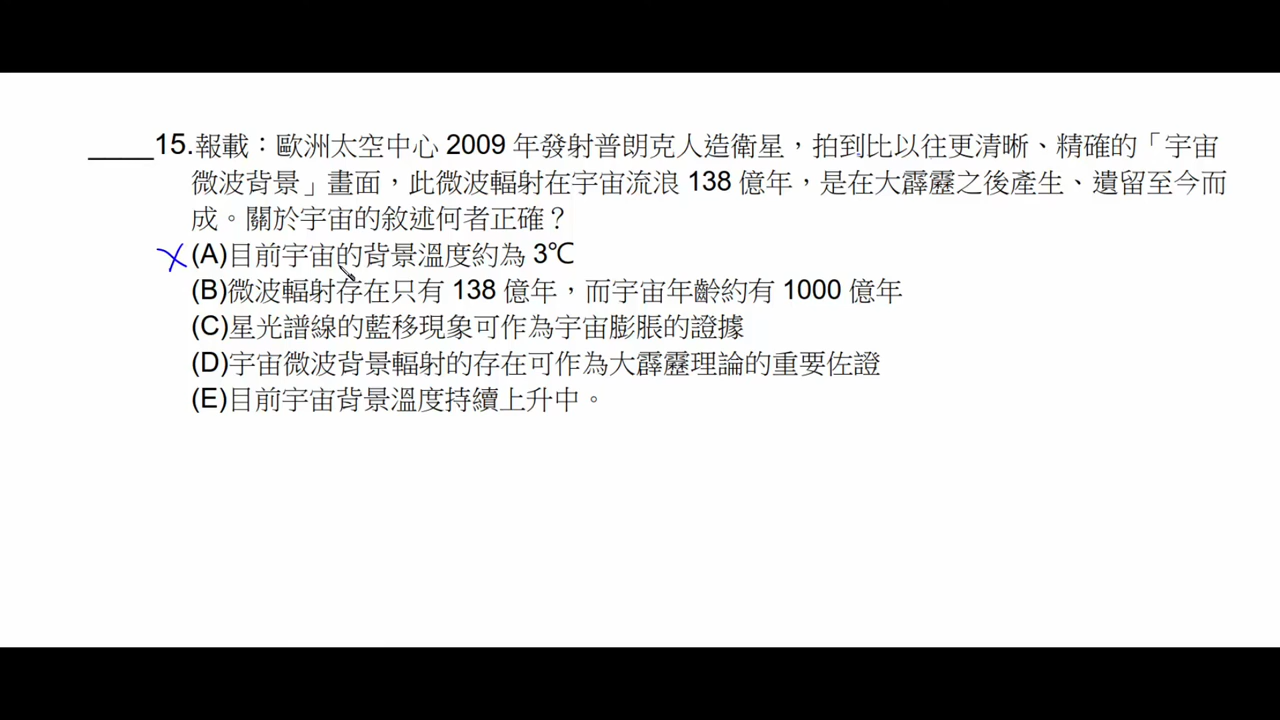 ____15.報載：歐洲太空中心 2009 年發射普朗克人造衛星，拍到比以往更清晰、精確的「宇宙
微波背景」畫面，此微波輻射在宇宙流浪 138 億年，是在大霹靂之後產生、遺留至今而
成。關於宇宙的敘述何者正確？
(A)目前宇宙的背景溫度約為 3℃
(B)微波輻射存在只有 138 億年，而宇宙年齡約有 1000 億年
(C)星光譜線的藍移現象可作為宇宙膨脹的證據
(D)宇宙微波背景輻射的存在可作為大霹靂理論的重要佐證
(E)目前宇宙背景溫度持續上升中。